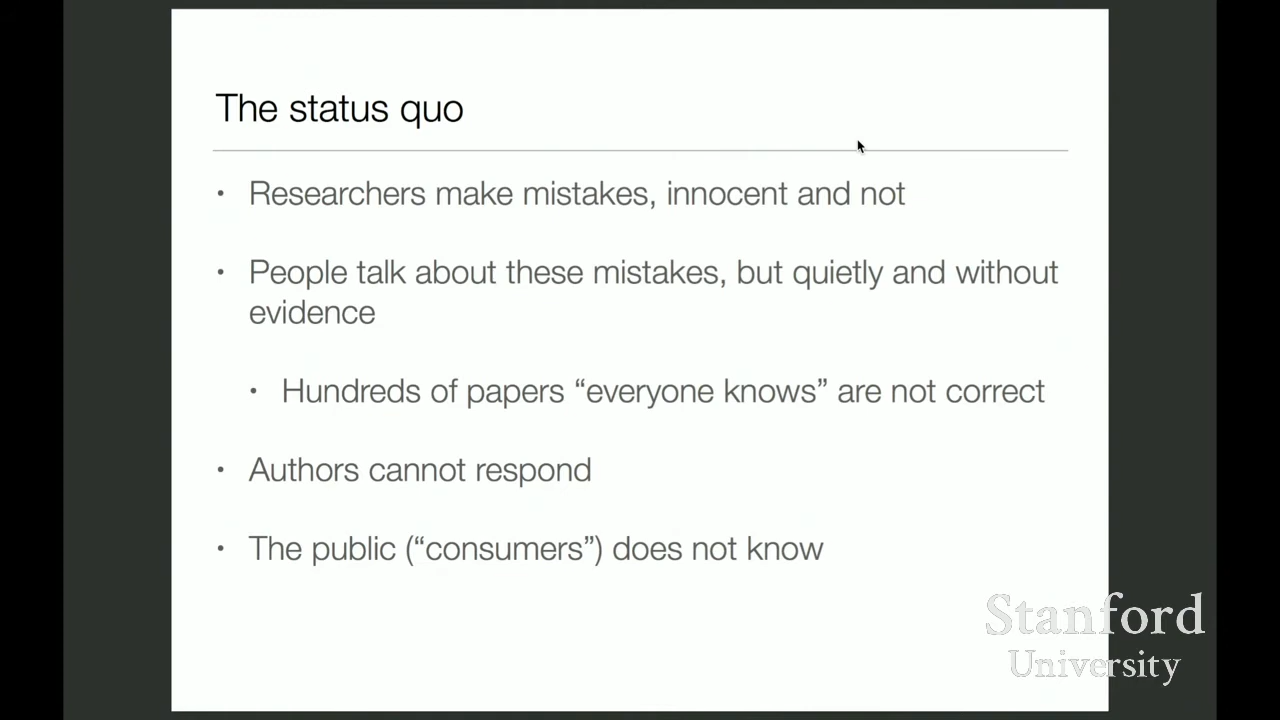 The status quo
• Researchers make mistakes, innocent and not
• People talk about these mistakes, but quietly and without
evidence
• Hundreds of papers “everyone knows” are not correct
• Authors cannot respond
• The public (“consumers”) does not know
Stanford
University